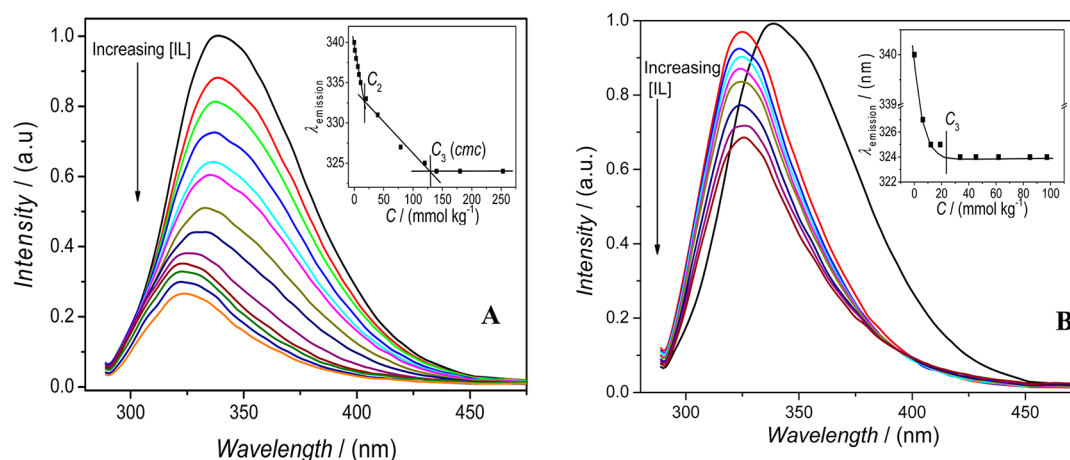 1.0
0.8
0.6
0.4
0.2
0.0
Intensity / (a.u)
300
350
400
450
Wavelength / (nm)
Increasing [IL]
A
340
335
330
325
λemission
0 50 100 150 200 250
C / (mmol kg-1)
C2
C3 (cmc)
1.0
0.8
0.6
0.4
0.2
0.0
Intensity / (a.u.)
300
350
400
450
Wavelength / (nm)
Increasing
[IL]
B
340
339
326
324
322
λemission / (nm)
0 20 40 60 80 100
C / (mmol kg-1)
C3